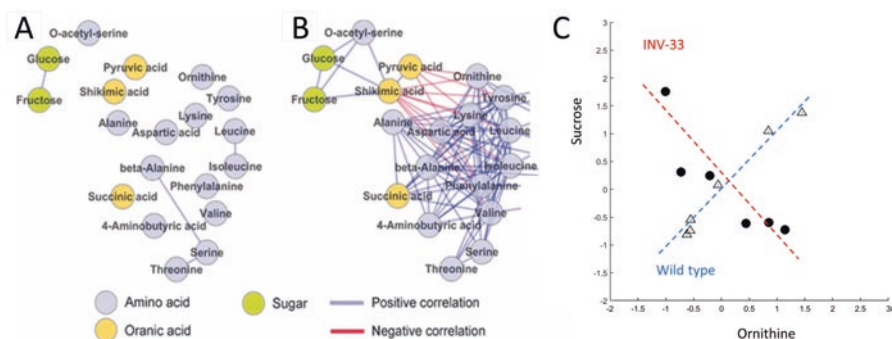 A
O-acetyl-serine
Glucose
Pyruvic acid
Fructose
Shikimic acid
Ornithine
Tyrosine
Lysine
Alanine
Aspartic acid
Leucine
beta-Alanine
Isoleucine
Phenylalanine
Succinic acid
Valine
4-Aminobutyric acid
Serine
Threonine
B
O-acetyl-serine
Glucose
Pyruvic acid
Fructose
Shikimic acid
Ornithine
Tyrosine
Lysine
Alanine
Aspartic acid
Leucine
beta-Alanine
Isoleucine
Phenylalanine
Succinic acid
Valine
4-Aminobutyric acid
Serine
Threonine
Amino acid
Sugar
Positive correlation
Oranic acid
Negative correlation
C
INV-33
Sucrose
3
2.5
2
1.5
1
0.5
0
-0.5
-1
-1.5
-2
Wild type
-2 -1.5 -1 -0.5 0 0.5 1 1.5 2 2.5 3
Ornithine